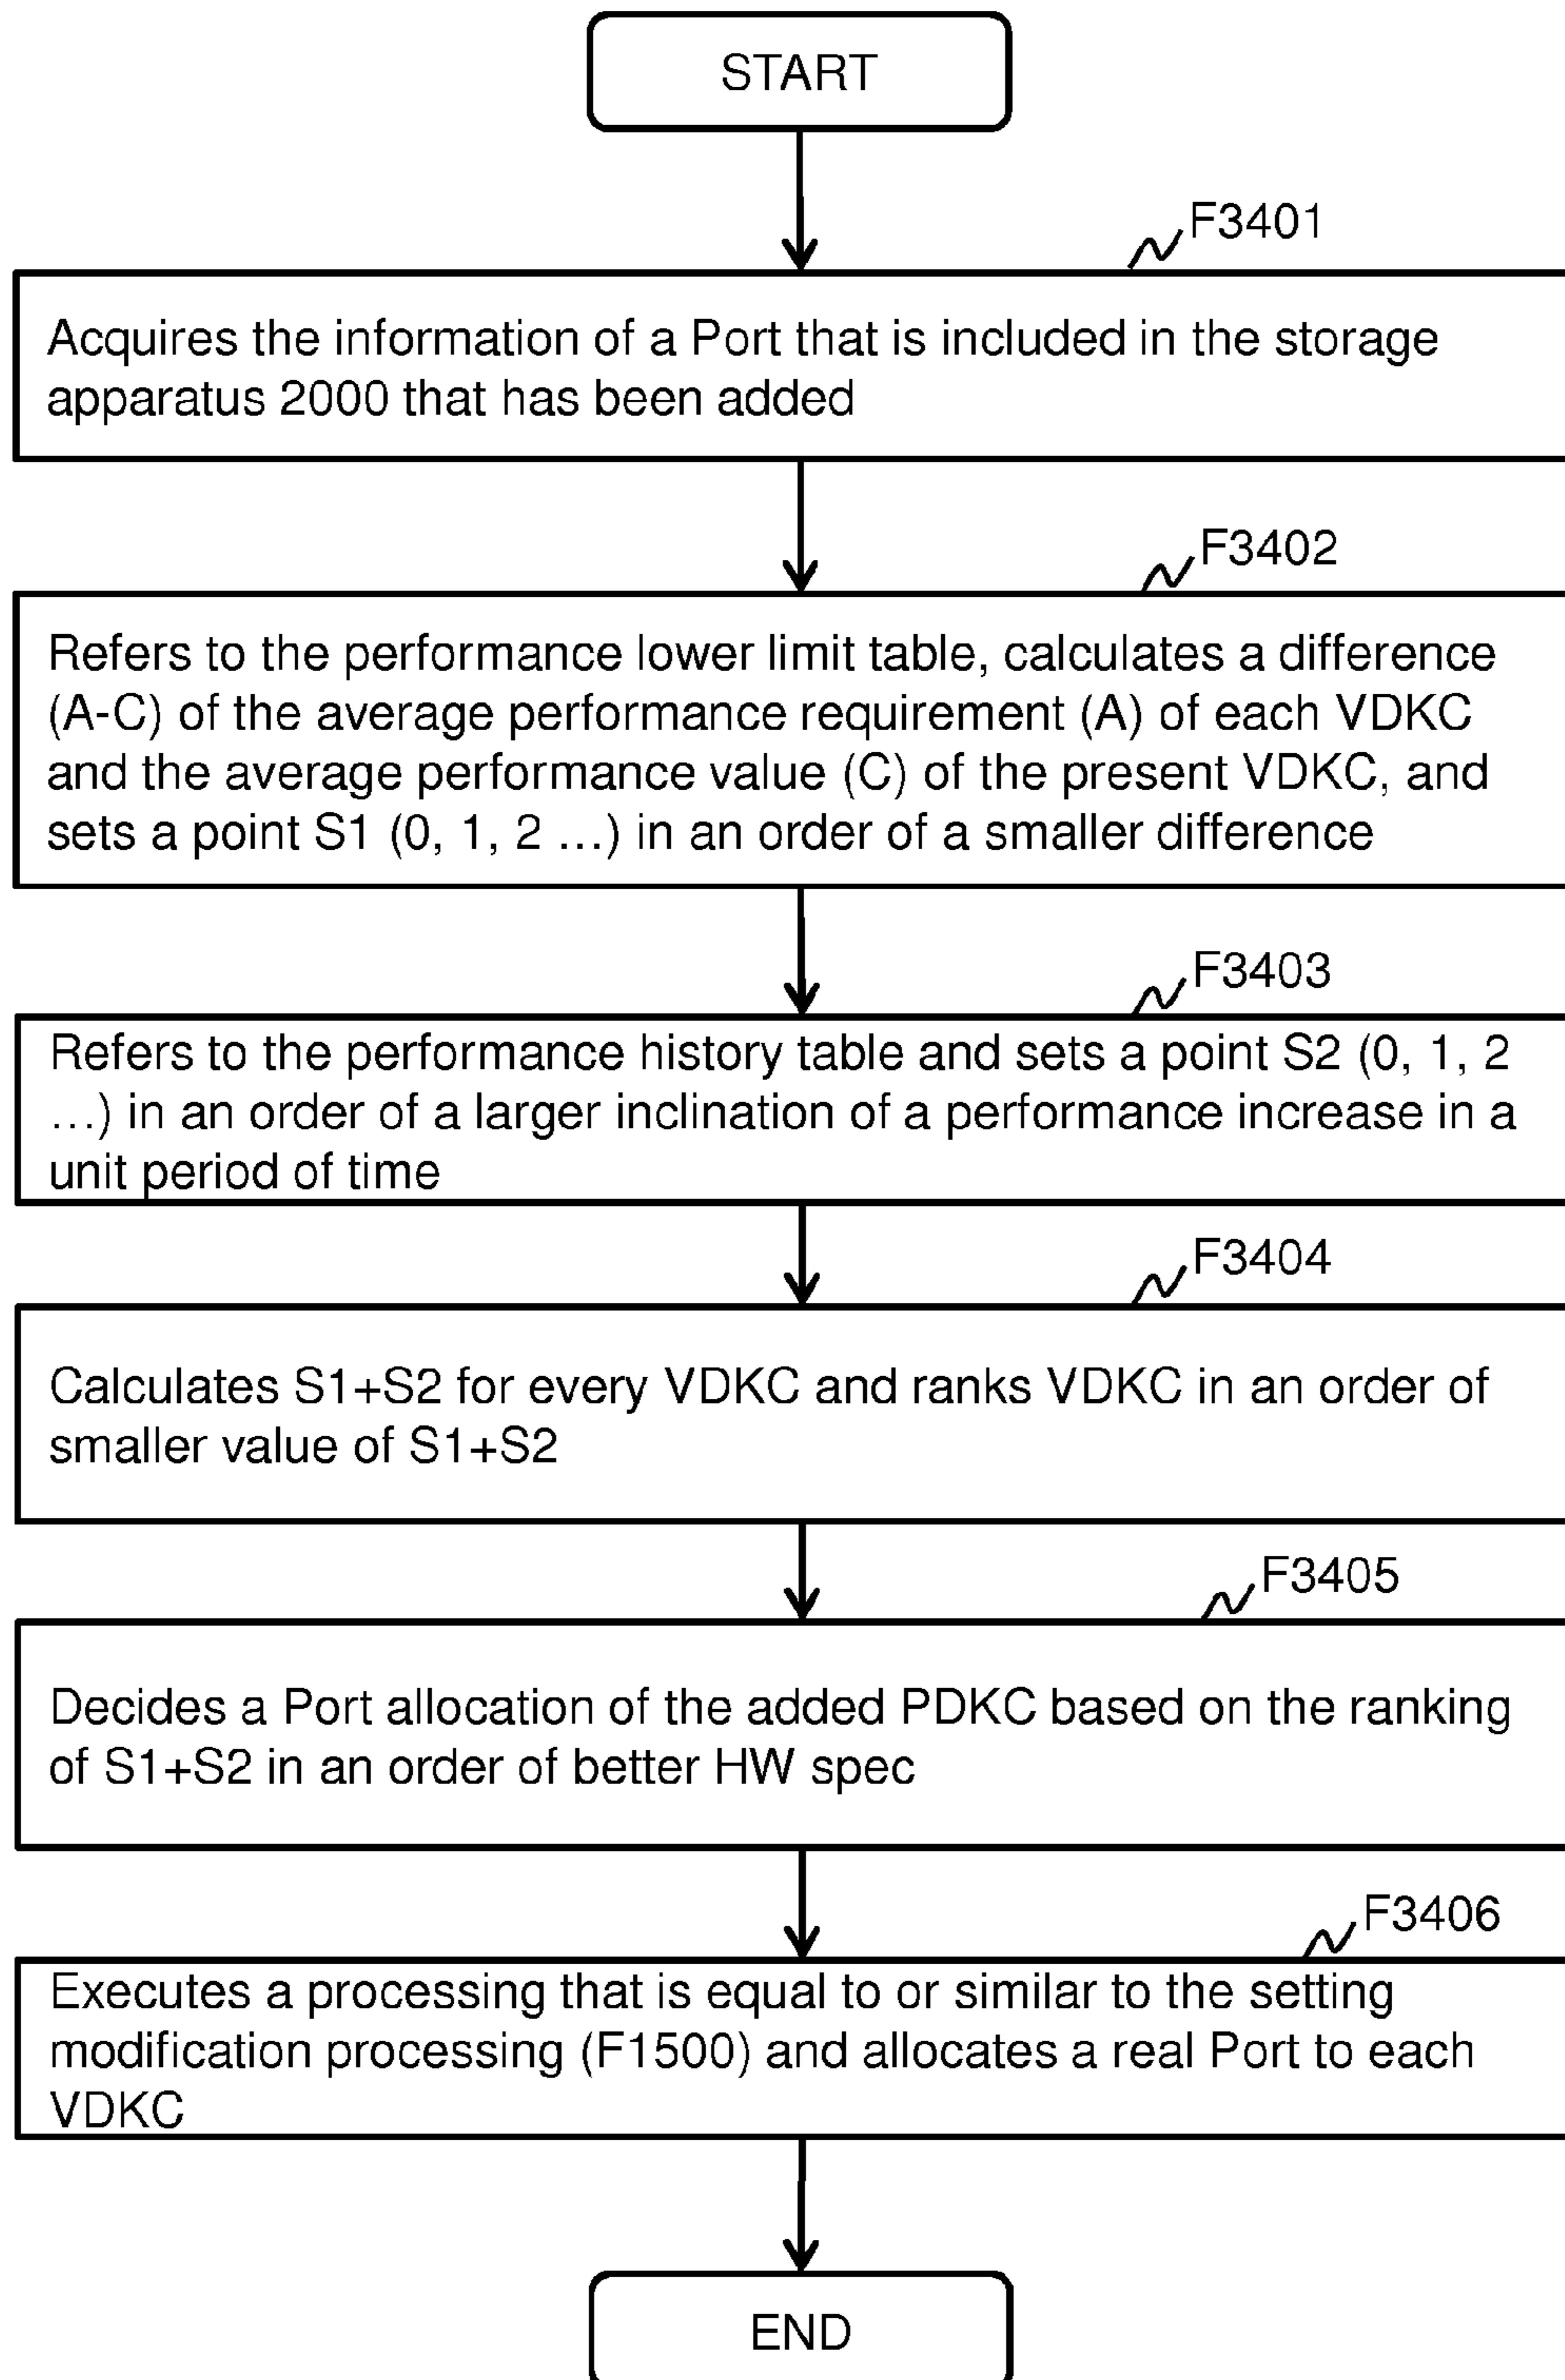 START
F3401
Acquires the information of a Port that is included in the storage
apparatus 2000 that has been added
F3402
Refers to the performance lower limit table, calculates a difference
(A-C) of the average performance requirement (A) of each VDKC
and the average performance value (C) of the present VDKC, and
sets a point S1 (0, 1, 2 ...) in an order of a smaller difference
F3403
Refers to the performance history table and sets a point S2 (0, 1, 2
...) in an order of a larger inclination of a performance increase in a
unit period of time
F3404
Calculates S1+S2 for every VDKC and ranks VDKC in an order of
smaller value of S1+S2
F3405
Decides a Port allocation of the added PDKC based on the ranking
of S1+S2 in an order of better HW spec
F3406
Executes a processing that is equal to or similar to the setting
modification processing (F1500) and allocates a real Port to each
VDKC
END